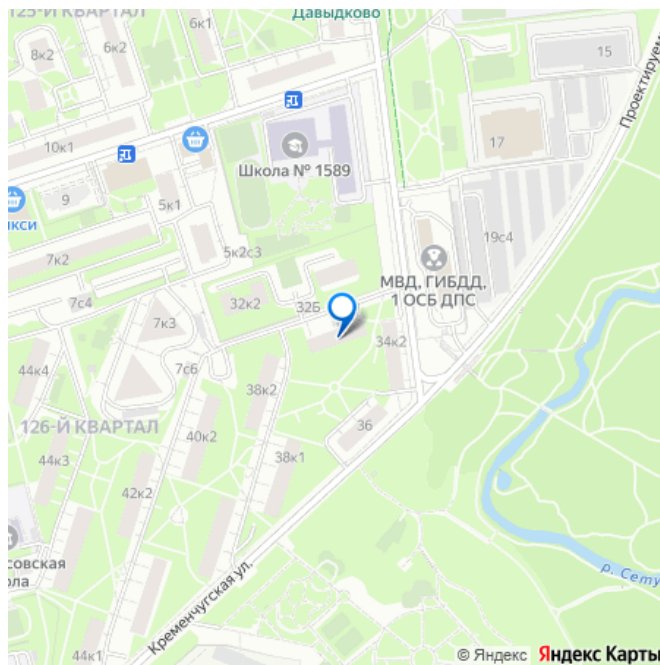 125-Й КВАРТАЛ
6к1
Давыдково
8к2
6к2
15
Проектируем
10к1
17
Школа № 1589
9
5к1
икси
7к2
5к2с3
19с4
МВД, ГИБДД,
1 ОСБ ДПС
7с4
32к2
32Б
7к3
34к2
44к4
7с6
38к2
126-Й КВАРТАЛ
36
40к2
44к3
38к1
42к2
совская
ола
Кременчугская ул.
р. Сету
44к1
© Яндекс
Яндекс Карты